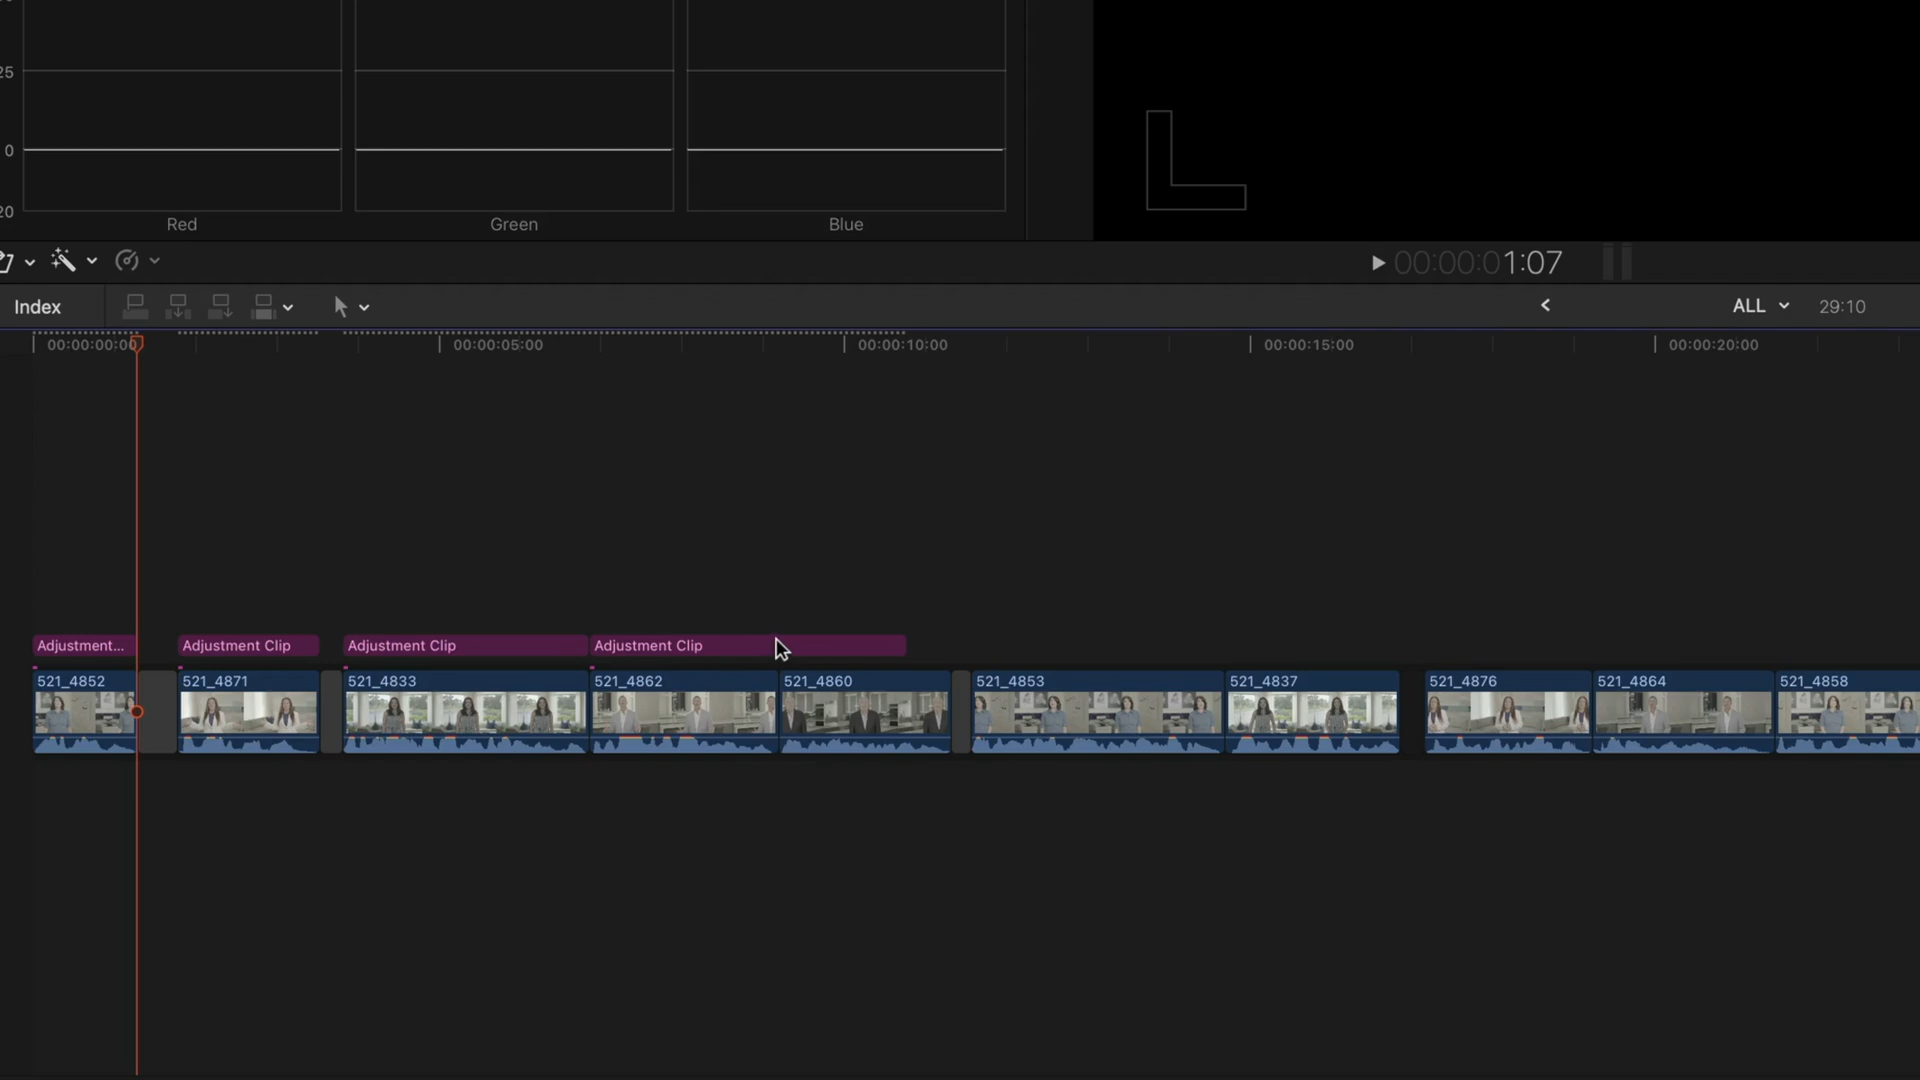 25
0
20
Red Green Blue
00:00:01:07
Index ALL 29:10
00:00:00:00 00:00:05:00 00:00:10:00 00:00:15:00 00:00:20:00
Adjustment... Adjustment Clip Adjustment Clip Adjustment Clip
521_4852 521_4871 521_4833 521_4862 521_4860 521_4853 521_4837 521_4876 521_4864 521_4858